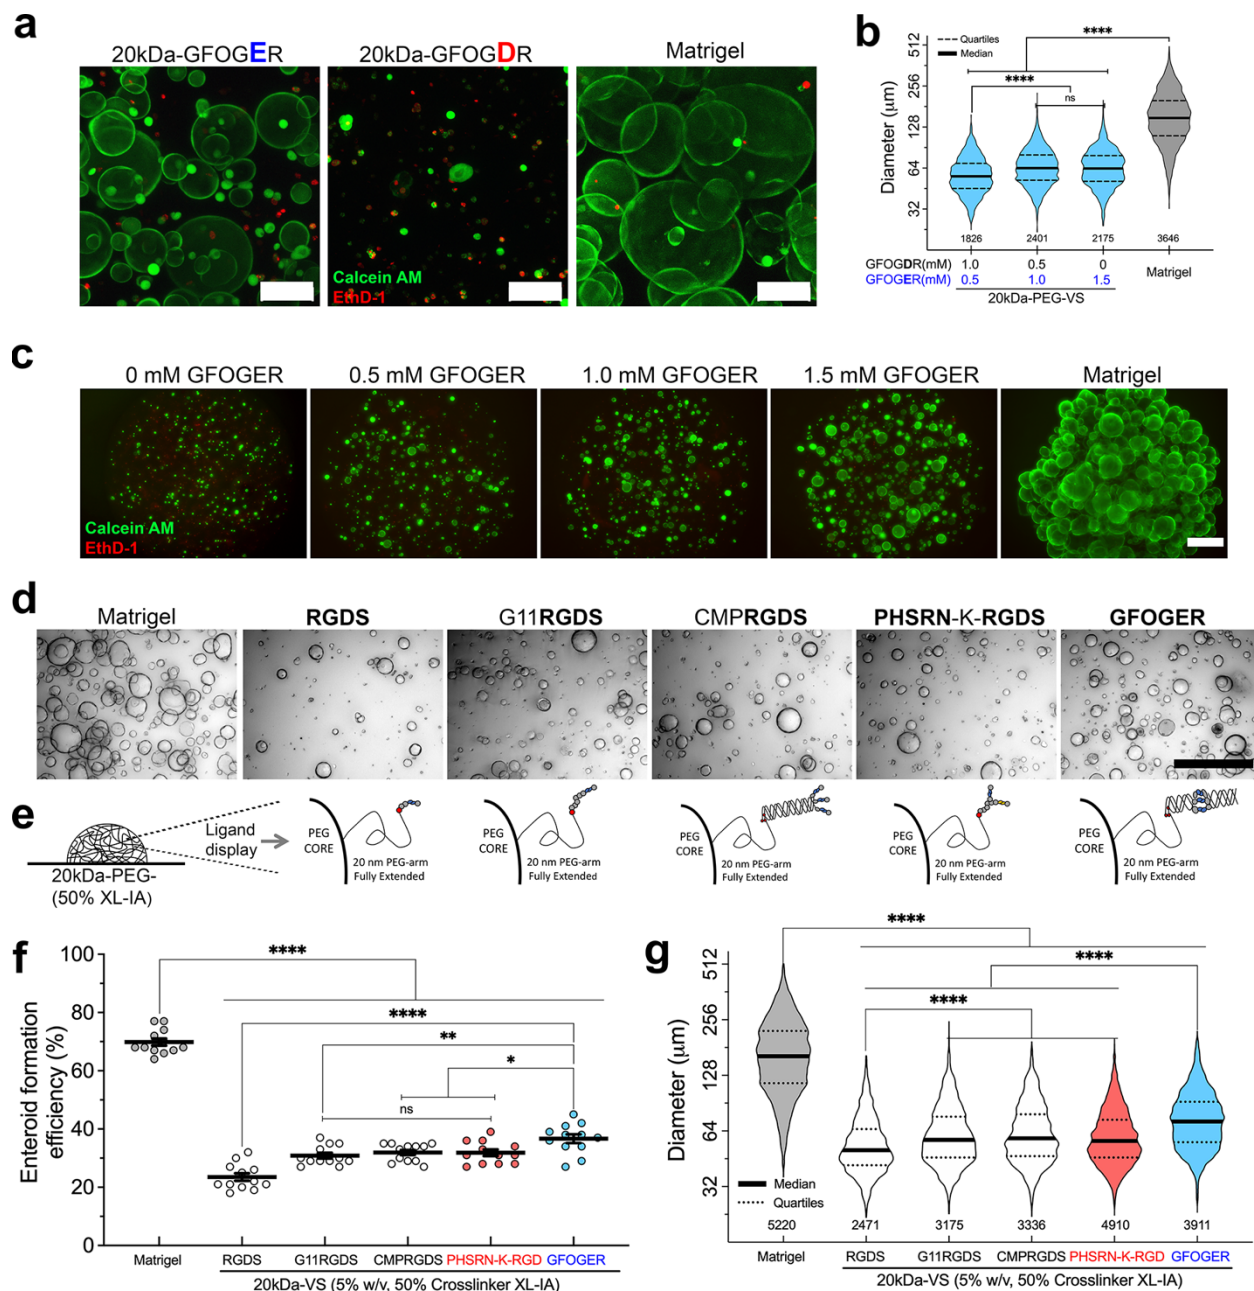 a
20kDa-GFOGER
20kDa-GFOGDR
Matrigel
Calcein AM
EthD-1
b
Quartiles
Median
****
****
ns
Diameter (μm)
512
256
128
64
32
1826
2401
2175
3646
GFOGDR(mM) 1.0 0.5 0
GFOGER(mM) 0.5 1.0 1.5
Matrigel
20kDa-PEG-VS
c
0 mM GFOGER
0.5 mM GFOGER
1.0 mM GFOGER
1.5 mM GFOGER
Matrigel
Calcein AM
EthD-1
d
Matrigel
RGDS
G11RGDS
CMPRGDS
PHSRN-K-RGDS
GFOGER
e
Ligand
display
20kDa-PEG-
(50% XL-IA)
PEG
CORE
20 nm PEG-arm
Fully Extended
PEG
CORE
20 nm PEG-arm
Fully Extended
PEG
CORE
20 nm PEG-arm
Fully Extended
PEG
CORE
20 nm PEG-arm
Fully Extended
PEG
CORE
20 nm PEG-arm
Fully Extended
f
Enteroid formation
efficiency (%)
100
80
60
40
20
0
****
****
**
*
ns
Matrigel
RGDS
G11RGDS
CMPRGDS
PHSRN-K-RGD
GFOGER
20kDa-VS (5% w/v, 50% Crosslinker XL-IA)
g
Diameter (μm)
512
256
128
64
32
****
****
****
Median
Quartiles
5220
2471
3175
3336
4910
3911
Matrigel
RGDS
G11RGDS
CMPRGDS
PHSRN-K-RGD
GFOGER
20kDa-VS (5% w/v, 50% Crosslinker XL-IA)